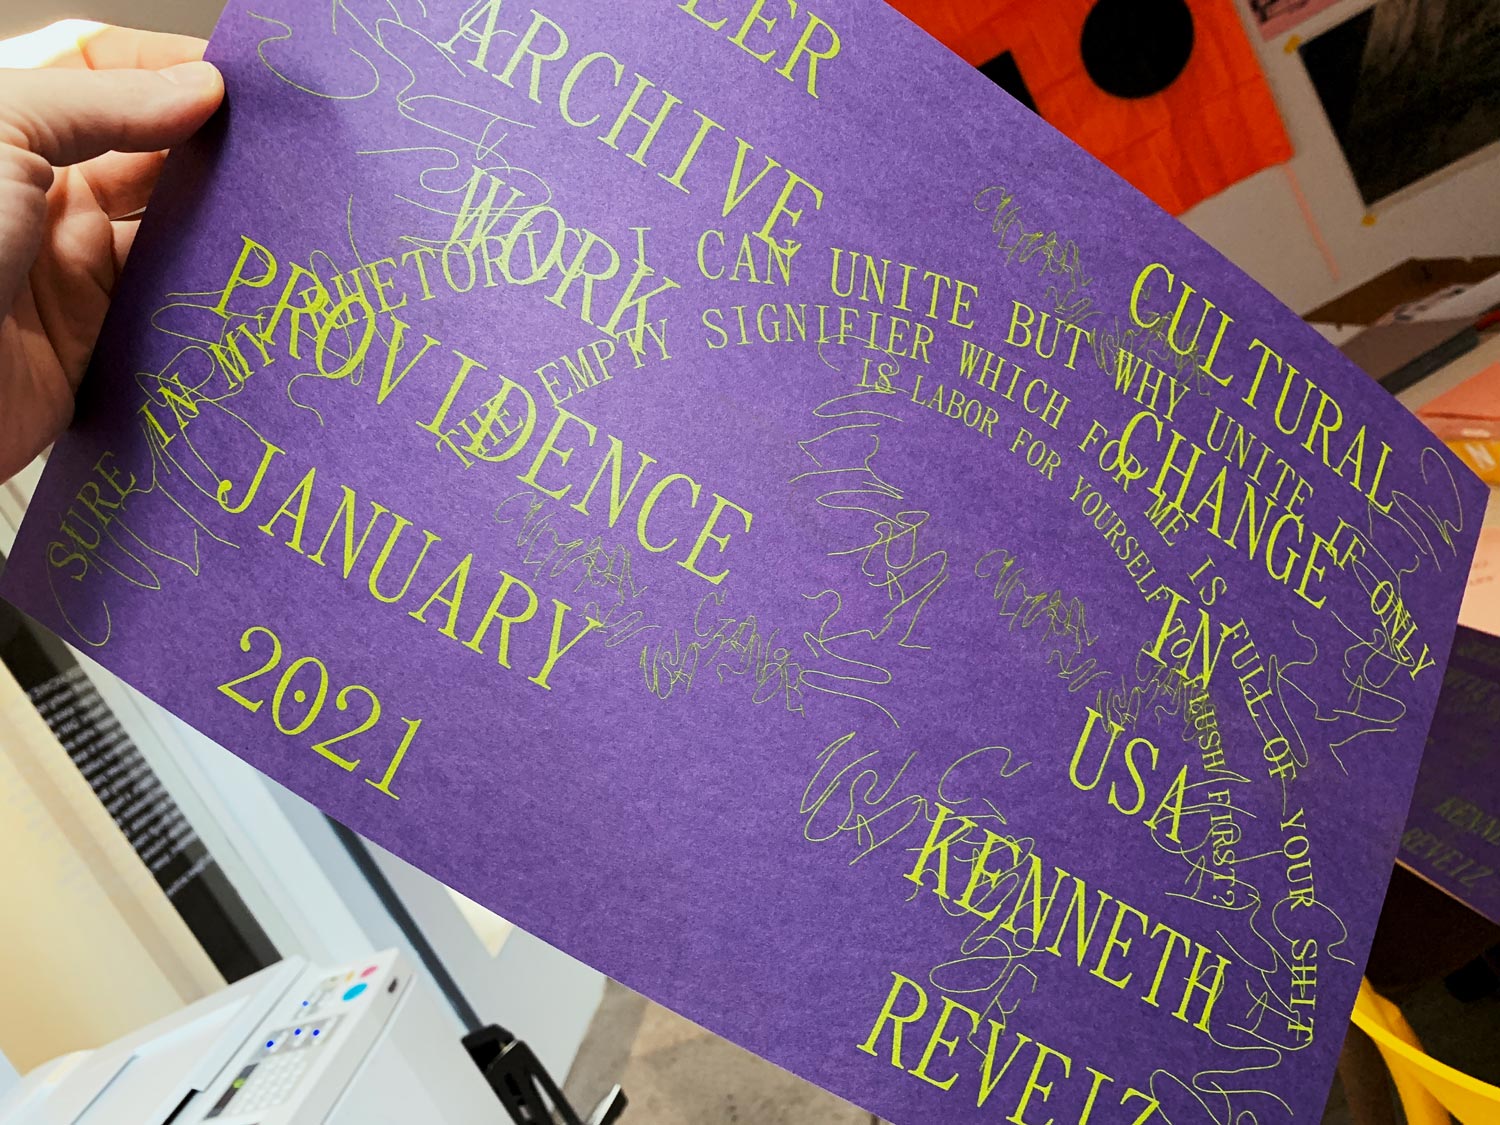 ARCHIVE
WORK
PROVIDENCE
JANUARY
2021
SURE IN MY RHETORIC I CAN UNITE BUT WHY UNITE IF ONLY
THE EMPTY SIGNIFIER WHICH FOR ME IS FULL OF YOUR SHIT
IS LABOR FOR YOURSELF TO FLUSH FIRST?
CULTURAL
CHANGE
IN
USA
KENNETH
REVEIZ